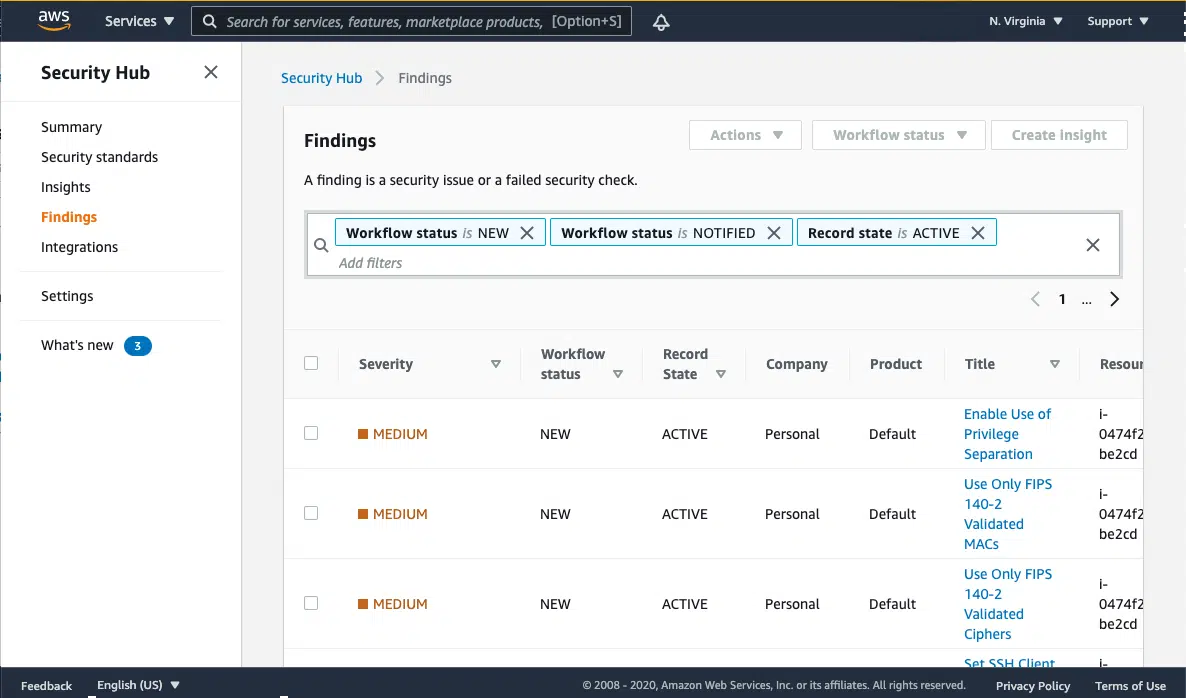 aws
Services
Search for services, features, marketplace products, [Option+S]
N. Virginia
Support
Security Hub
Summary
Security standards
Insights
Findings
Integrations
Settings
What's new 3
Security Hub Findings
Findings
Actions
Workflow status
Create insight
A finding is a security issue or a failed security check.
Workflow status is NEW
Workflow status is NOTIFIED
Record state is ACTIVE
Add filters
1 ...
Severity
Workflow
status
Record
State
Company
Product
Title
MEDIUM
NEW
ACTIVE
Personal
Default
Enable Use of
Privilege
Separation
i-
0474f2
be2cd
MEDIUM
NEW
ACTIVE
Personal
Default
Use Only FIPS
140-2
Validated
MACs
i-
0474f2
be2cd
MEDIUM
NEW
ACTIVE
Personal
Default
Use Only FIPS
140-2
Validated
Ciphers
i-
0474f2
be2cd
Set SSH Client
i-
Feedback
English (US)
© 2008 - 2020, Amazon Web Services, Inc. or its affiliates. All rights reserved.
Privacy Policy
Terms of Use